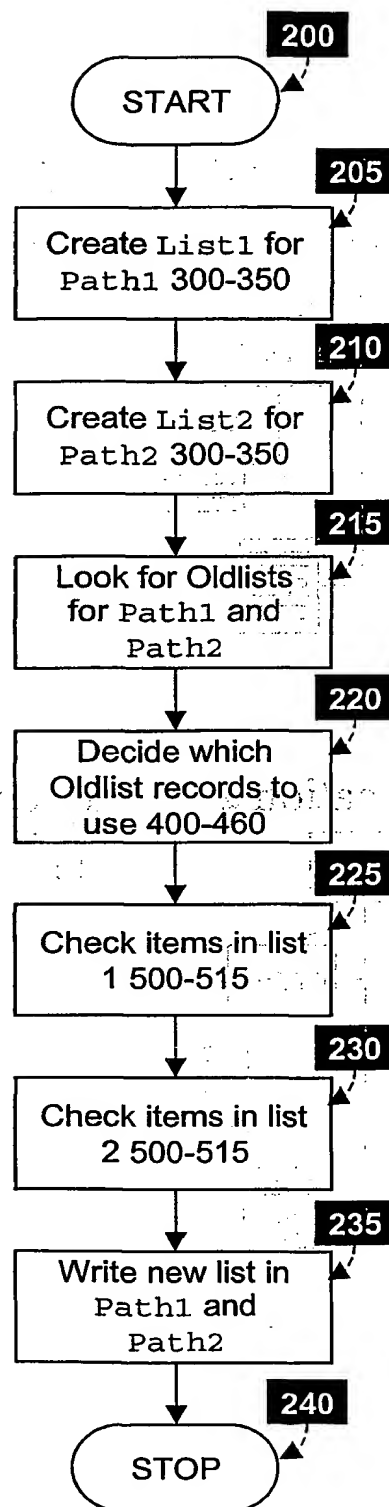 200
START
205
Create List1 for
Path1 300-350
210
Create List2 for
Path2 300-350
215
Look for Oldlists
for Path1 and
Path2
220
Decide which
Oldlist records to
use 400-460
225
Check items in list
1 500-515
230
Check items in list
2 500-515
235
Write new list in
Path1 and
Path2
240
STOP